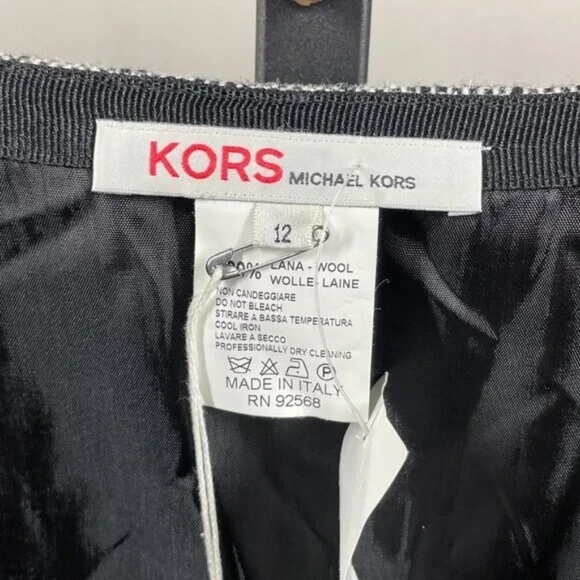 KORS MICHAEL KORS
12
LANA - WOOL
WOLLE - LAINE
NON CANDEGGIARE
DO NOT BLEACH
STIRARE A BASSA TEMPERATURA
COOL IRON
LAVARE A SECCO
PROFESSIONALLY DRY CLEANING
P
MADE IN ITALY
RN 92568